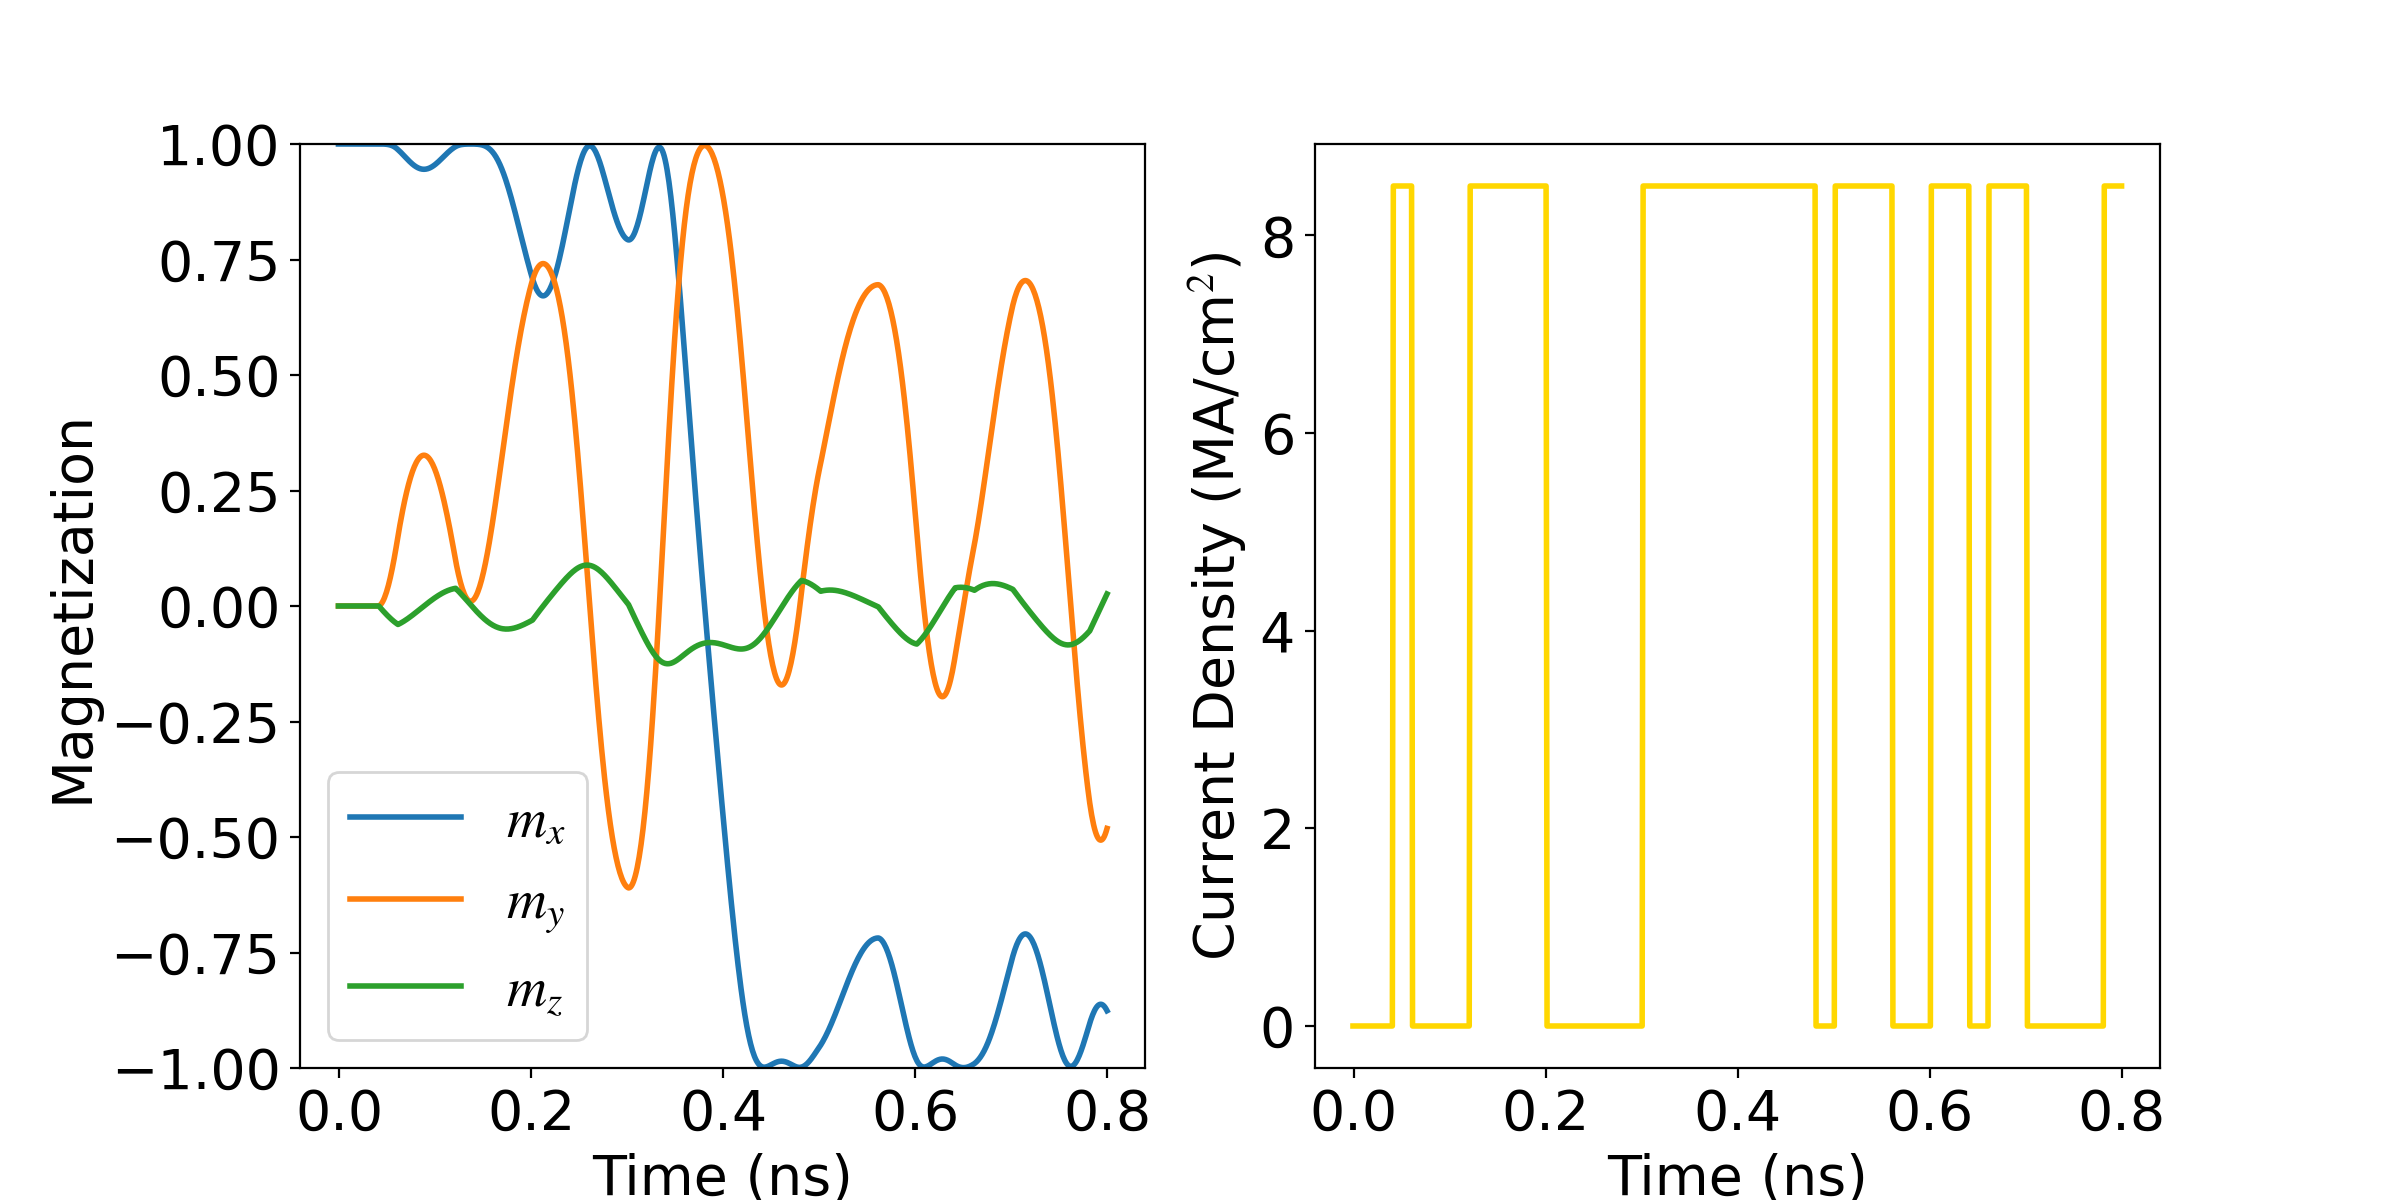 Magnetization
1.00
0.75
0.50
0.25
0.00
−0.25
−0.50
−0.75
−1.00
m_x
m_y
m_z
0.0 0.2 0.4 0.6 0.8
Time (ns)
Current Density (MA/cm²)
8
6
4
2
0
0.0 0.2 0.4 0.6 0.8
Time (ns)